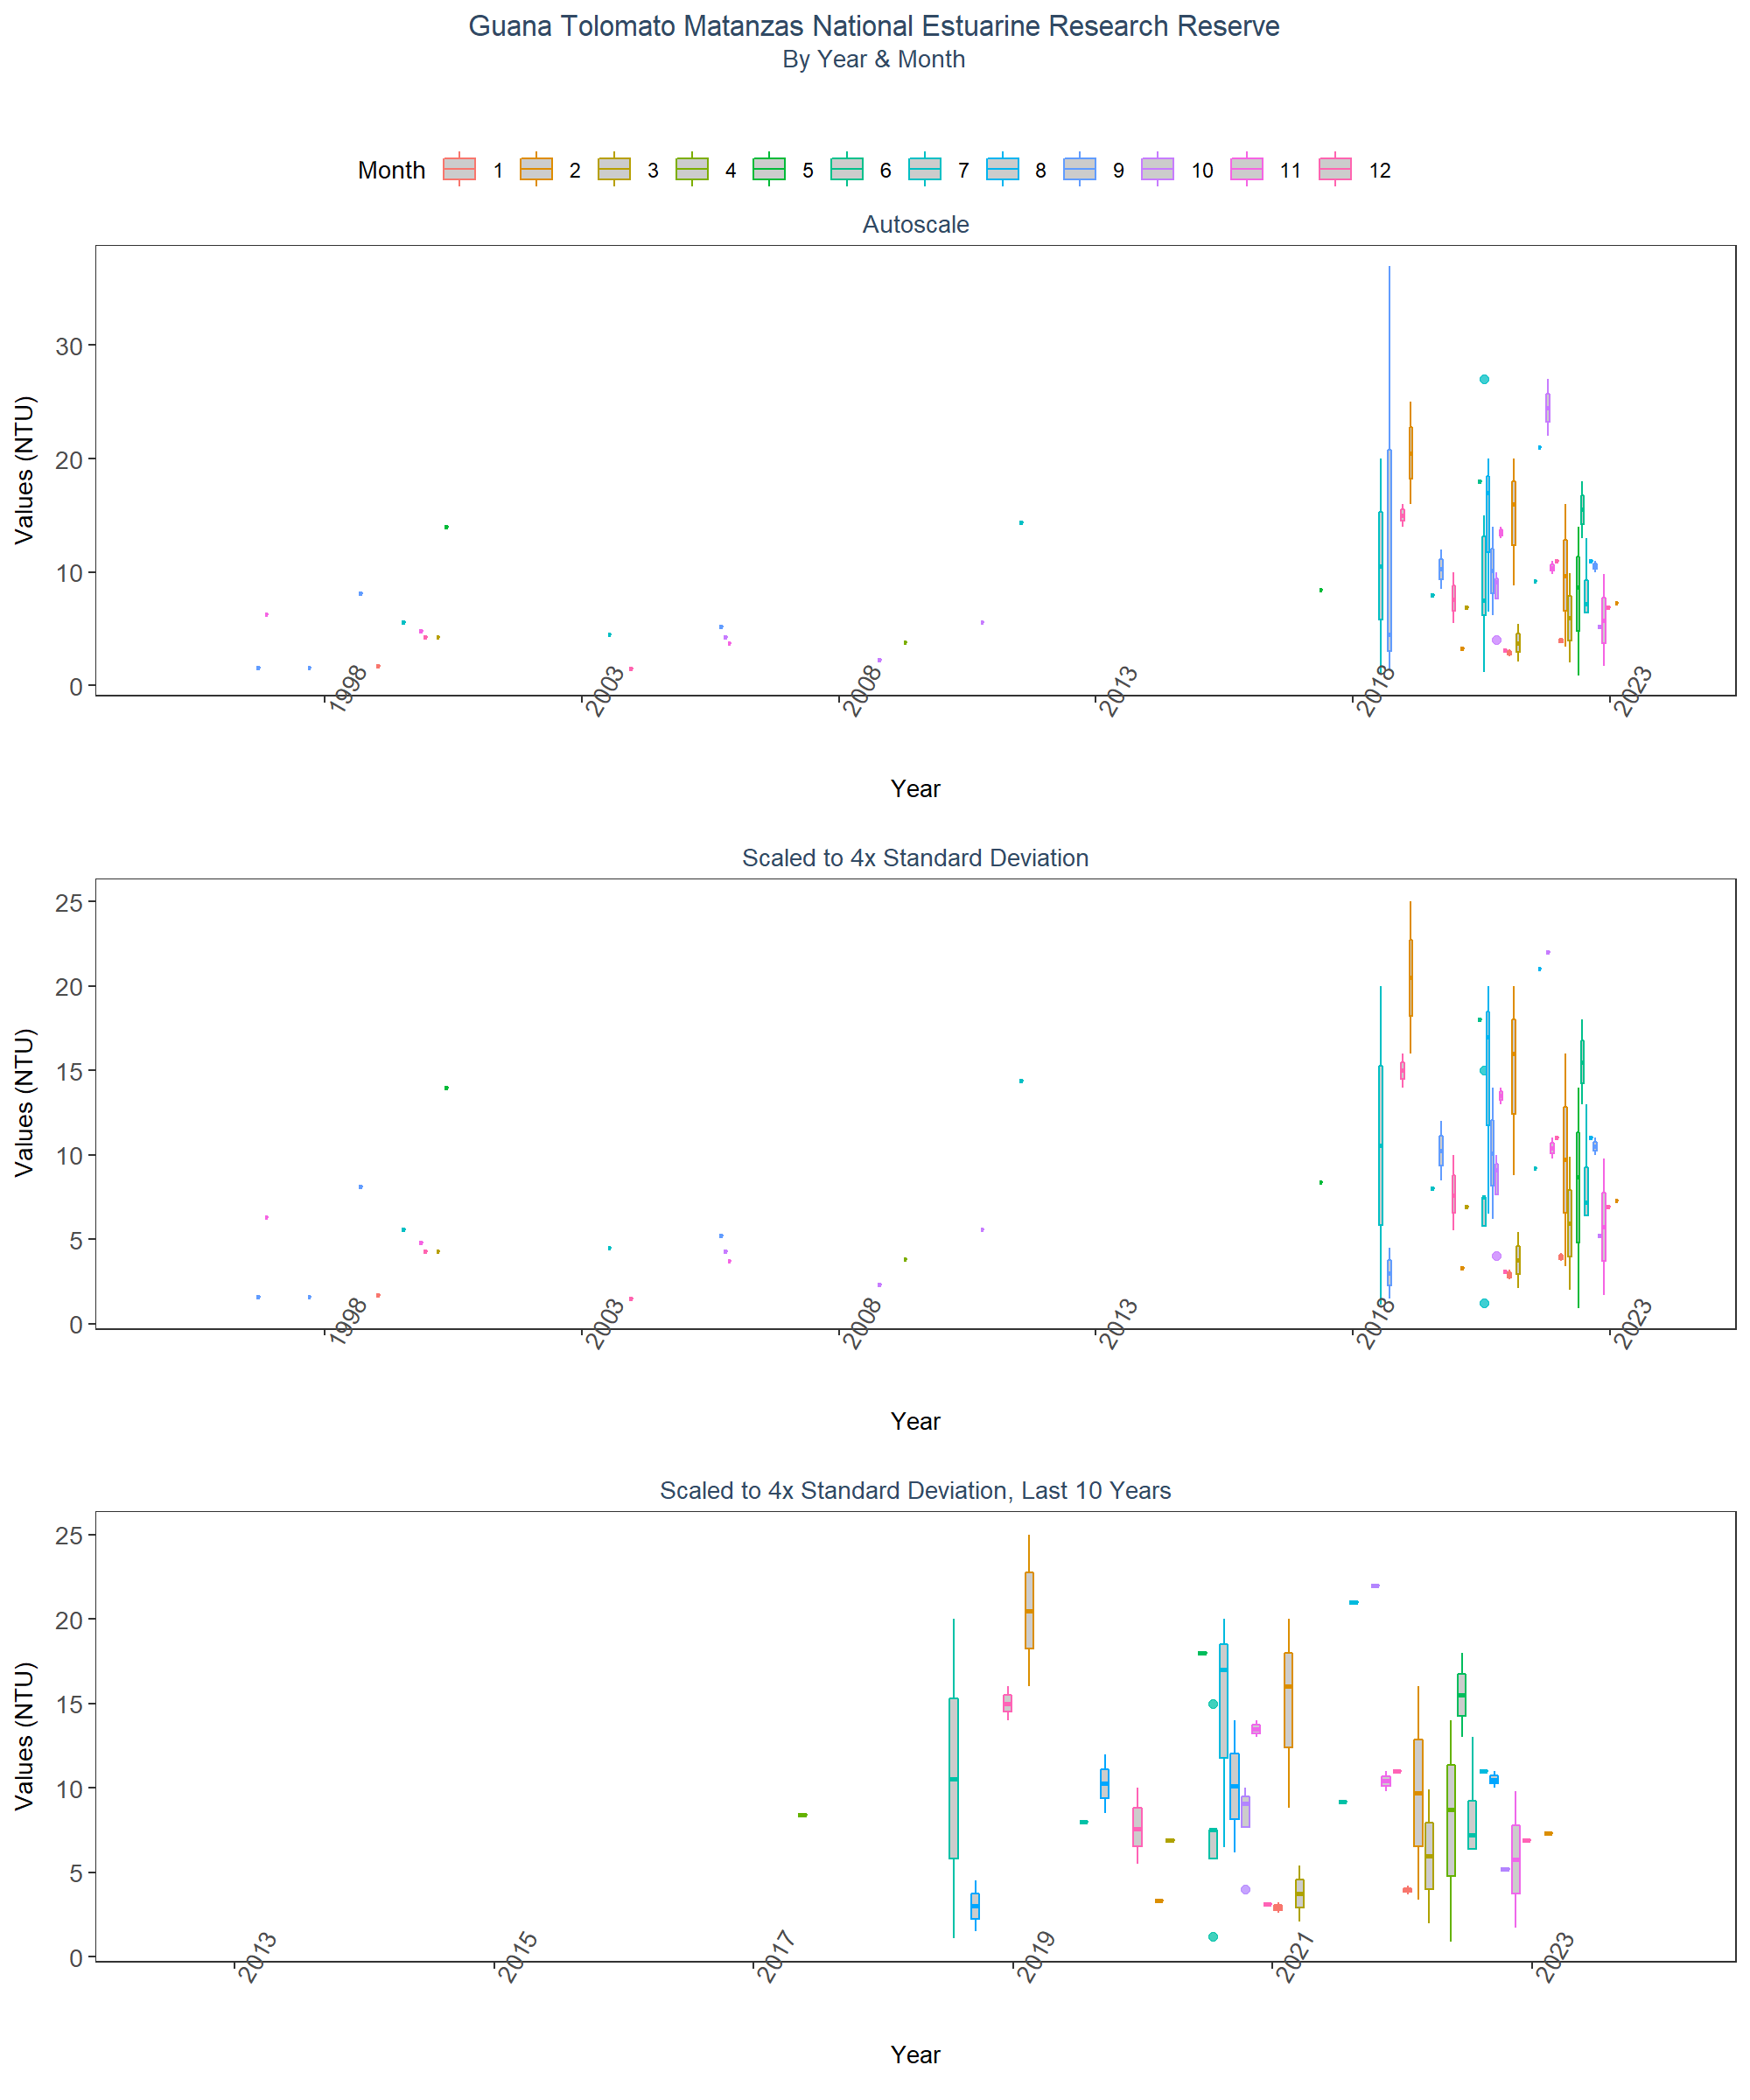 Guana Tolomato Matanzas National Estuarine Research Reserve
By Year & Month
Month 1 2 3 4 5 6 7 8 9 10 11 12
Autoscale
Values (NTU)
30
20
10
0
1998 2003 2008 2013 2018 2023
Year
Scaled to 4x Standard Deviation
Values (NTU)
25
20
15
10
5
0
1998 2003 2008 2013 2018 2023
Year
Scaled to 4x Standard Deviation, Last 10 Years
Values (NTU)
25
20
15
10
5
0
2013 2015 2017 2019 2021 2023
Year